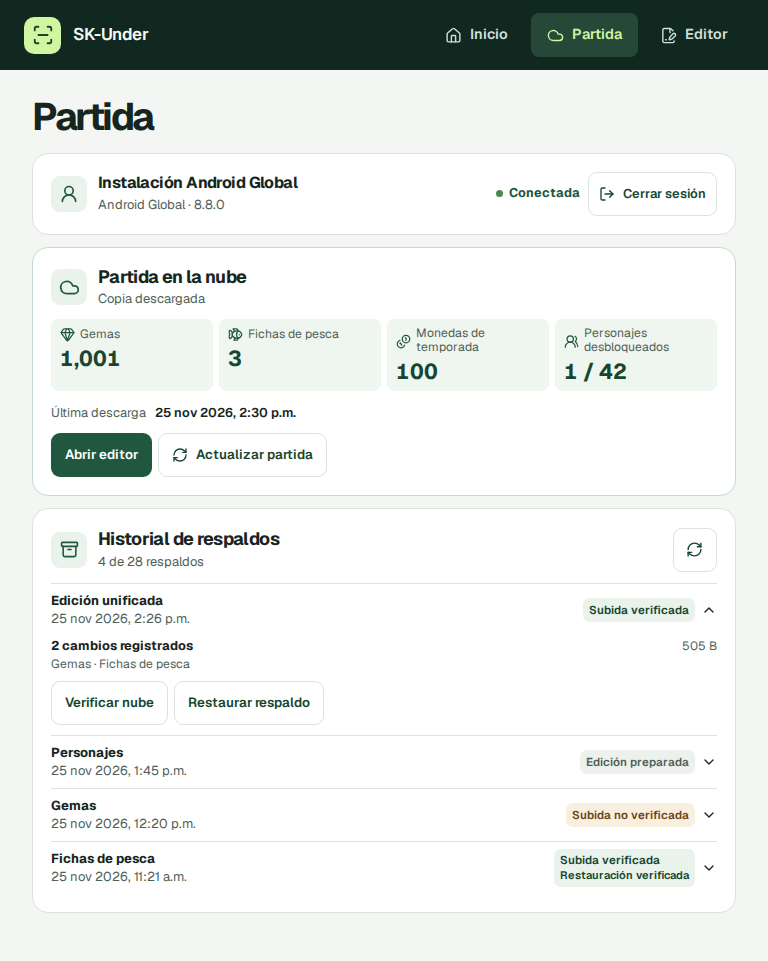 SK-Under
Inicio
Partida
Editor
Partida
Instalación Android Global
Android Global · 8.8.0
Conectada
Cerrar sesión
Partida en la nube
Copia descargada
Gemas
1,001
Fichas de pesca
3
Monedas de
temporada
100
Personajes
desbloqueados
1 / 42
Última descarga 25 nov 2026, 2:30 p.m.
Abrir editor
Actualizar partida
Historial de respaldos
4 de 28 respaldos
Edición unificada
25 nov 2026, 2:26 p.m.
Subida verificada
2 cambios registrados
505 B
Gemas · Fichas de pesca
Verificar nube
Restaurar respaldo
Personajes
25 nov 2026, 1:45 p.m.
Edición preparada
Gemas
25 nov 2026, 12:20 p.m.
Subida no verificada
Fichas de pesca
25 nov 2026, 11:21 a.m.
Subida verificada
Restauración verificada